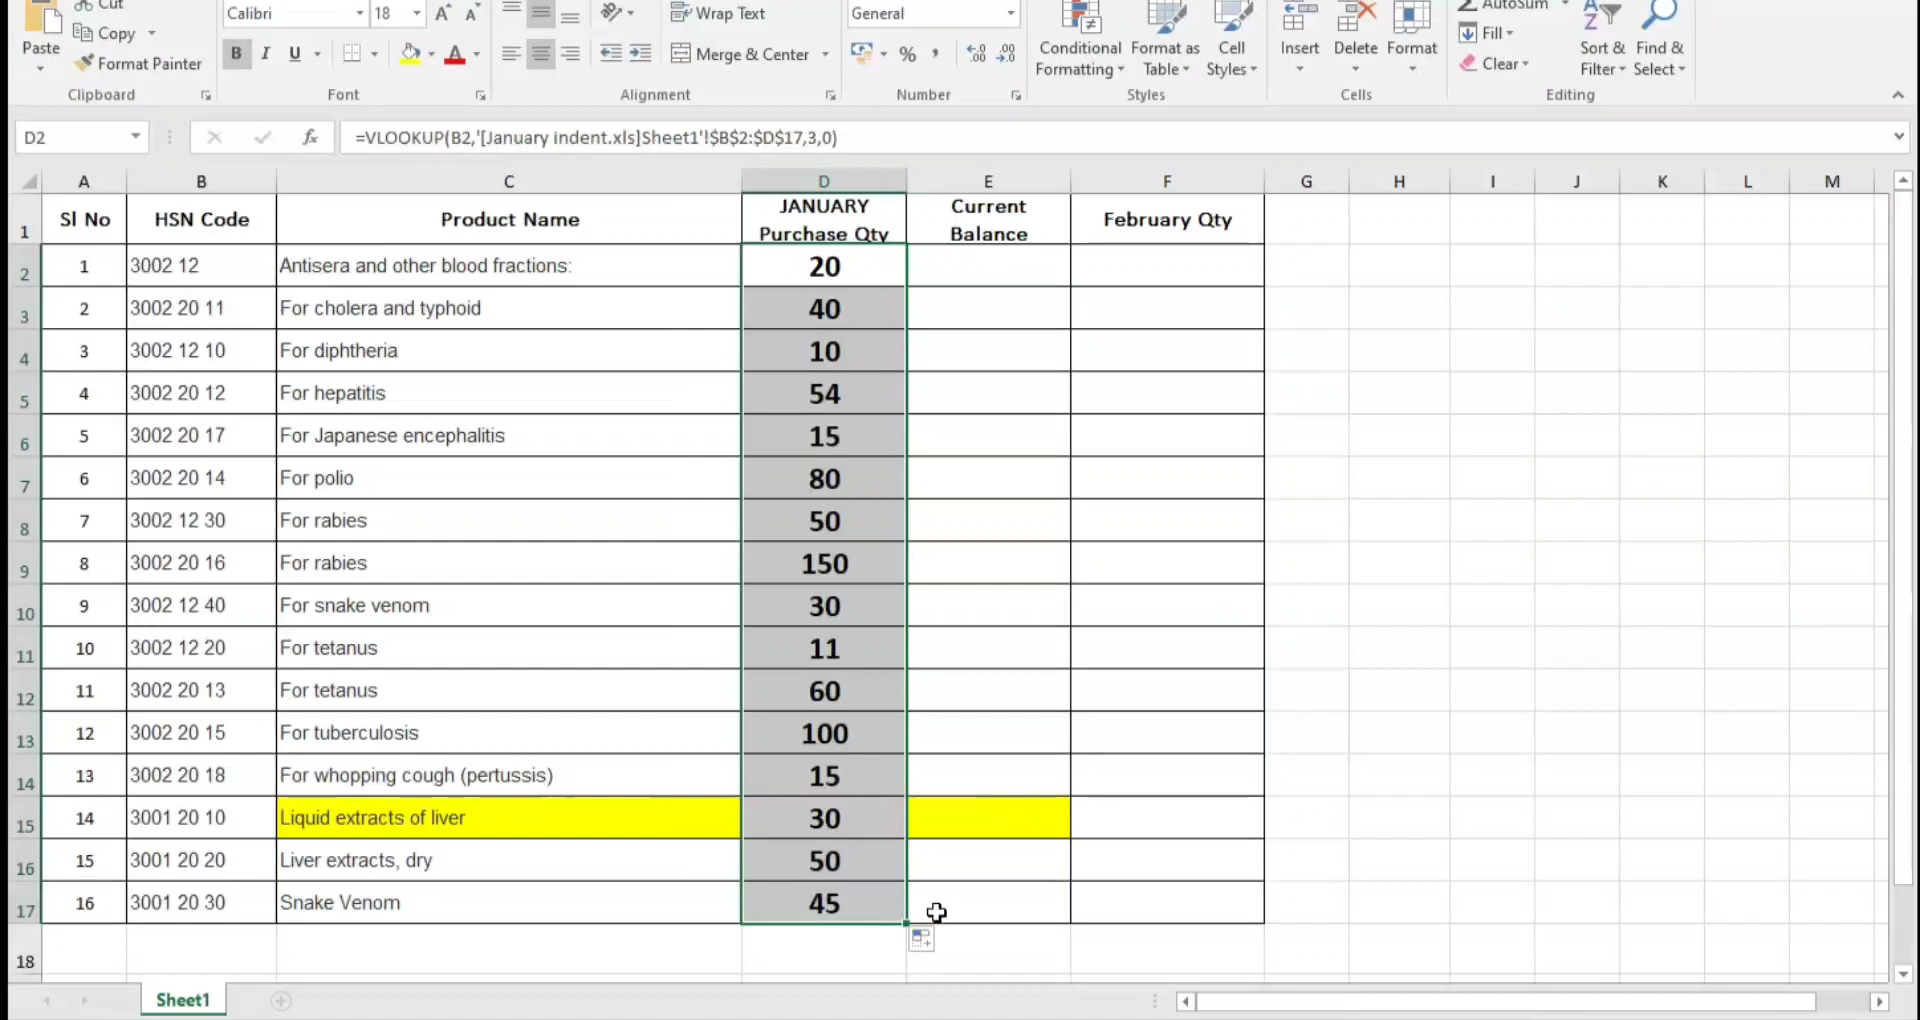 Cut
Copy
Paste
Format Painter
Clipboard
Calibri 18 A A
B I U A
Font
Wrap Text
Merge & Center
Alignment
General
% ,
Number
Conditional
Formatting
Format as
Table
Cell
Styles
Styles
Insert
Delete
Format
Cells
AutoSum
Fill
Clear
Sort &
Filter
Find &
Select
Editing
D2 fx =VLOOKUP(B2,'[January indent.xls]Sheet1'!$B$2:$D$17,3,0)
A B C D E F G H I J K L M
1 Sl No HSN Code Product Name JANUARY Purchase Qty Current Balance February Qty
2 1 3002 12 Antisera and other blood fractions: 20
3 2 3002 20 11 For cholera and typhoid 40
4 3 3002 12 10 For diphtheria 10
5 4 3002 20 12 For hepatitis 54
6 5 3002 20 17 For Japanese encephalitis 15
7 6 3002 20 14 For polio 80
8 7 3002 12 30 For rabies 50
9 8 3002 20 16 For rabies 150
10 9 3002 12 40 For snake venom 30
11 10 3002 12 20 For tetanus 11
12 11 3002 20 13 For tetanus 60
13 12 3002 20 15 For tuberculosis 100
14 13 3002 20 18 For whopping cough (pertussis) 15
15 14 3001 20 10 Liquid extracts of liver 30
16 15 3001 20 20 Liver extracts, dry 50
17 16 3001 20 30 Snake Venom 45
18
Sheet1